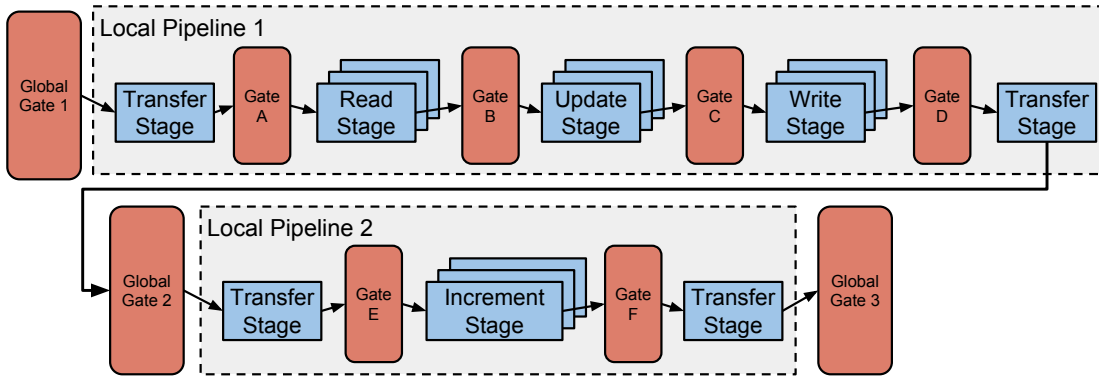 Local Pipeline 1
Global
Gate 1
Transfer
Stage
Gate
A
Read
Stage
Gate
B
Update
Stage
Gate
C
Write
Stage
Gate
D
Transfer
Stage
Local Pipeline 2
Global
Gate 2
Transfer
Stage
Gate
E
Increment
Stage
Gate
F
Transfer
Stage
Global
Gate 3